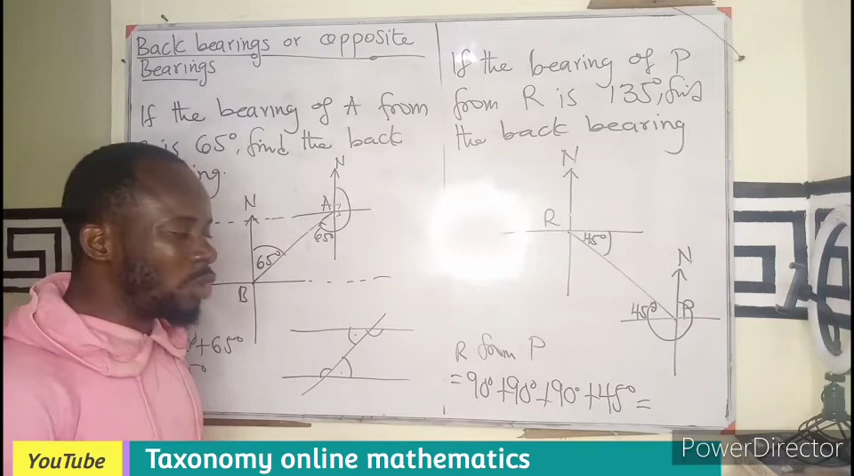 Back bearings or opposite
Bearings
If the bearing of A from
is 65°, find the back
ing.
N
A
65°
N
65°
B
+65°
If the bearing of P
from R is 135°, find
the back bearing
N
R
45°
N
45°
P
R from P
= 90° + 90° + 90° + 45° =
YouTube
Taxonomy online mathematics
PowerDirector